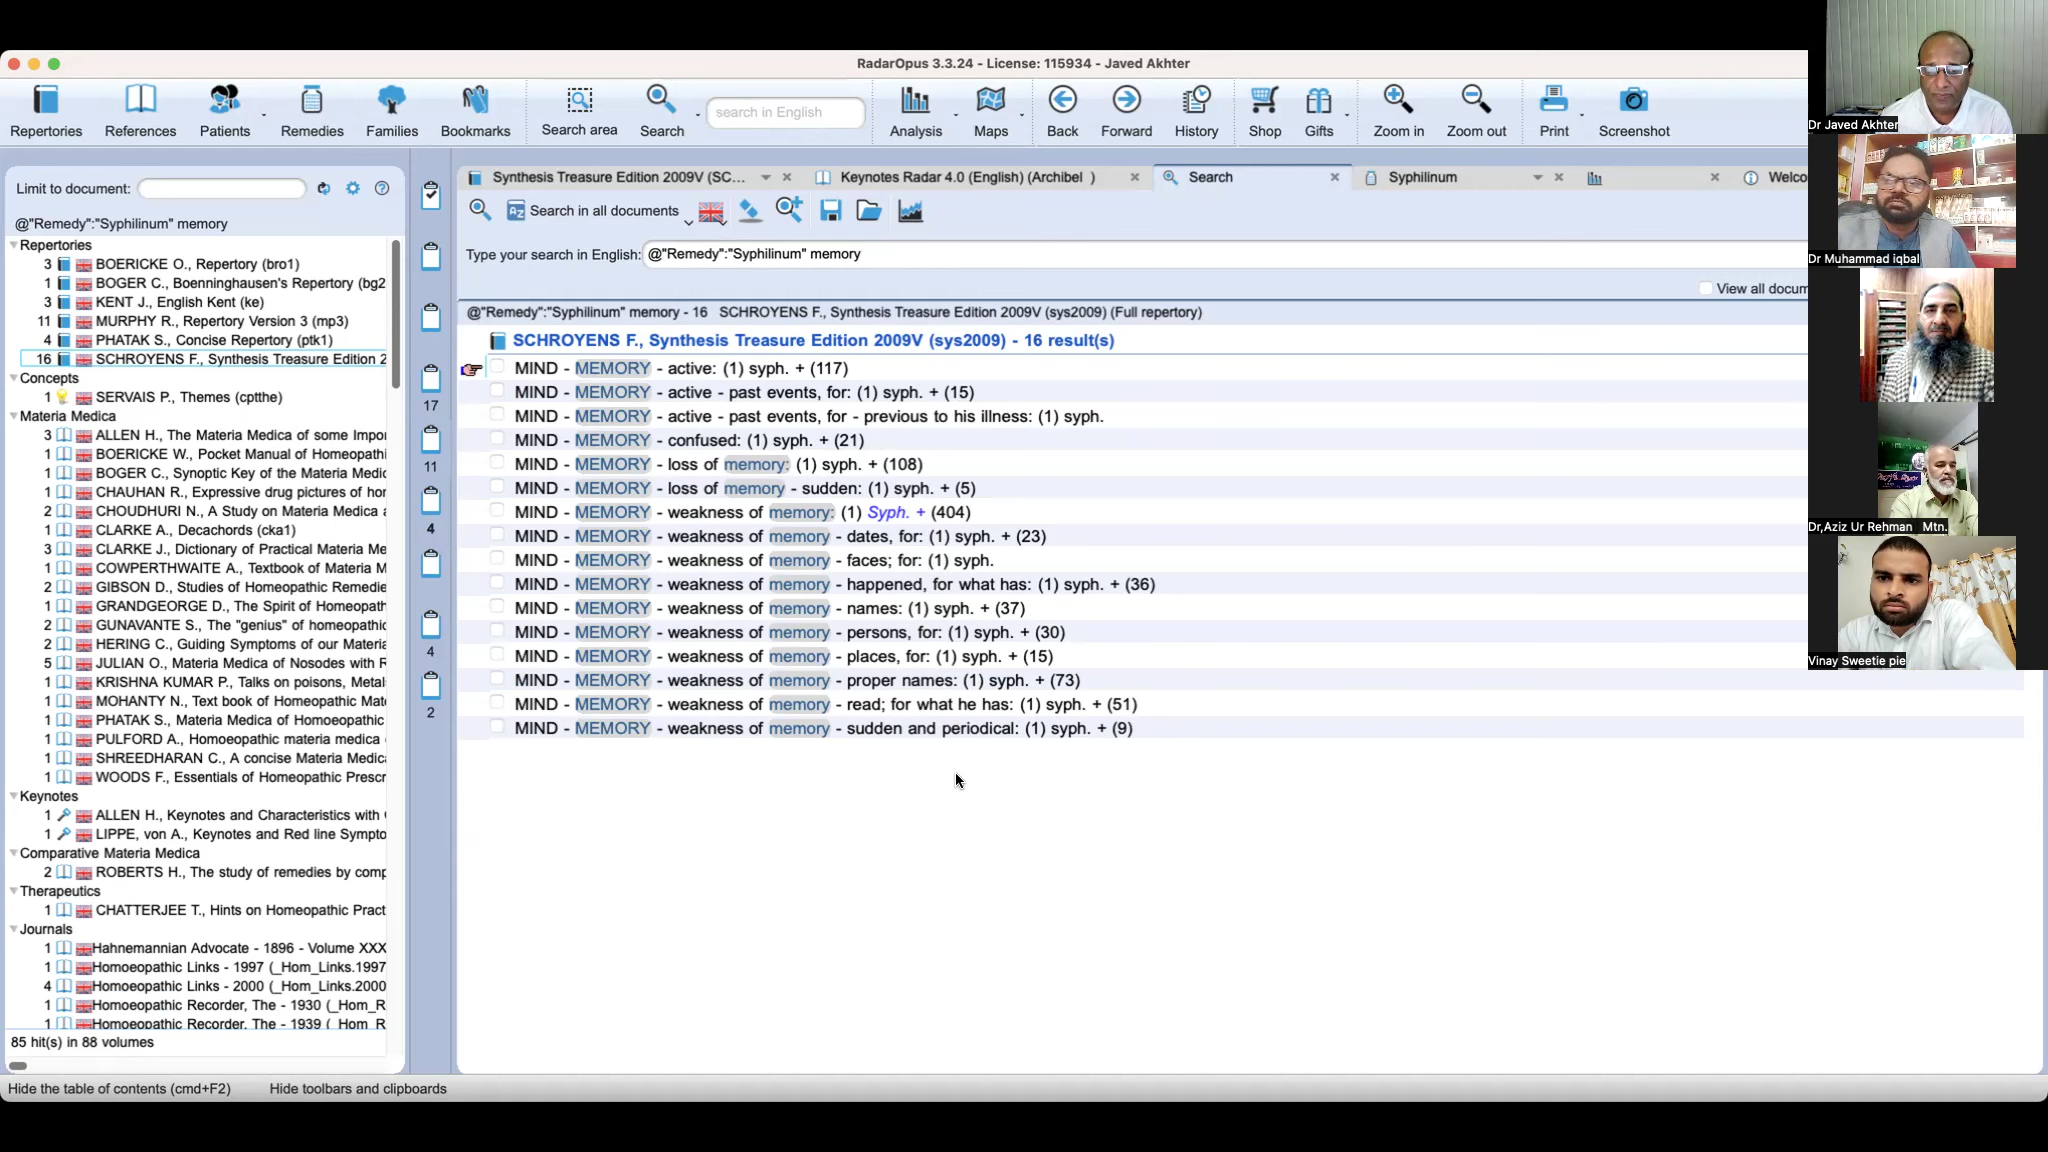 RadarOpus 3.3.24 - License: 115934 - Javed Akhter
Repertories
References
Patients
Remedies
Families
Bookmarks
Search area
Search
search in English
Analysis
Maps
Back
Forward
History
Shop
Gifts
Zoom in
Zoom out
Print
Screenshot
Limit to document:
@"Remedy":"Syphilinum" memory
Repertories
3 BOERICKE O., Repertory (bro1)
1 BOGER C., Boenninghausen's Repertory (bg2
3 KENT J., English Kent (ke)
11 MURPHY R., Repertory Version 3 (mp3)
4 PHATAK S., Concise Repertory (ptk1)
16 SCHROYENS F., Synthesis Treasure Edition 2
Concepts
1 SERVAIS P., Themes (cptthe)
Materia Medica
3 ALLEN H., The Materia Medica of some Impor
1 BOERICKE W., Pocket Manual of Homeopathi
1 BOGER C., Synoptic Key of the Materia Medic
1 CHAUHAN R., Expressive drug pictures of hor
2 CHOUDHURI N., A Study on Materia Medica a
1 CLARKE A., Decachords (cka1)
3 CLARKE J., Dictionary of Practical Materia Me
1 COWPERTHWAITE A., Textbook of Materia M
2 GIBSON D., Studies of Homeopathic Remedie
1 GRANDGEORGE D., The Spirit of Homeopath
2 GUNAVANTE S., The "genius" of homeopathic
2 HERING C., Guiding Symptoms of our Materia
5 JULIAN O., Materia Medica of Nosodes with R
1 KRISHNA KUMAR P., Talks on poisons, Metal
1 MOHANTY N., Text book of Homeopathic Mate
1 PHATAK S., Materia Medica of Homoeopathic
1 PULFORD A., Homoeopathic materia medica
1 SHREEDHARAN C., A concise Materia Medica
1 WOODS F., Essentials of Homeopathic Prescr
Keynotes
1 ALLEN H., Keynotes and Characteristics with
1 LIPPE, von A., Keynotes and Red line Sympto
Comparative Materia Medica
2 ROBERTS H., The study of remedies by comp
Therapeutics
1 CHATTERJEE T., Hints on Homeopathic Pract
Journals
1 Hahnemannian Advocate - 1896 - Volume XXX
1 Homoeopathic Links - 1997 (_Hom_Links.1997
4 Homoeopathic Links - 2000 (_Hom_Links.2000
1 Homoeopathic Recorder, The - 1930 (_Hom_R
1 Homoeopathic Recorder, The - 1939 (_Hom_R
85 hit(s) in 88 volumes
17
11
4
4
2
Synthesis Treasure Edition 2009V (SC...
Keynotes Radar 4.0 (English) (Archibel )
Search
Syphilinum
Welco
Search in all documents
Type your search in English: @"Remedy":"Syphilinum" memory
View all docum
@"Remedy":"Syphilinum" memory - 16 SCHROYENS F., Synthesis Treasure Edition 2009V (sys2009) (Full repertory)
SCHROYENS F., Synthesis Treasure Edition 2009V (sys2009) - 16 result(s)
MIND - MEMORY - active: (1) syph. + (117)
MIND - MEMORY - active - past events, for: (1) syph. + (15)
MIND - MEMORY - active - past events, for - previous to his illness: (1) syph.
MIND - MEMORY - confused: (1) syph. + (21)
MIND - MEMORY - loss of memory: (1) syph. + (108)
MIND - MEMORY - loss of memory - sudden: (1) syph. + (5)
MIND - MEMORY - weakness of memory: (1) Syph. + (404)
MIND - MEMORY - weakness of memory - dates, for: (1) syph. + (23)
MIND - MEMORY - weakness of memory - faces; for: (1) syph.
MIND - MEMORY - weakness of memory - happened, for what has: (1) syph. + (36)
MIND - MEMORY - weakness of memory - names: (1) syph. + (37)
MIND - MEMORY - weakness of memory - persons, for: (1) syph. + (30)
MIND - MEMORY - weakness of memory - places, for: (1) syph. + (15)
MIND - MEMORY - weakness of memory - proper names: (1) syph. + (73)
MIND - MEMORY - weakness of memory - read; for what he has: (1) syph. + (51)
MIND - MEMORY - weakness of memory - sudden and periodical: (1) syph. + (9)
Dr Javed Akhter
Dr Muhammad iqbal
Dr,Aziz Ur Rehman Mtn.
Vinay Sweetie pie
Hide the table of contents (cmd+F2)
Hide toolbars and clipboards